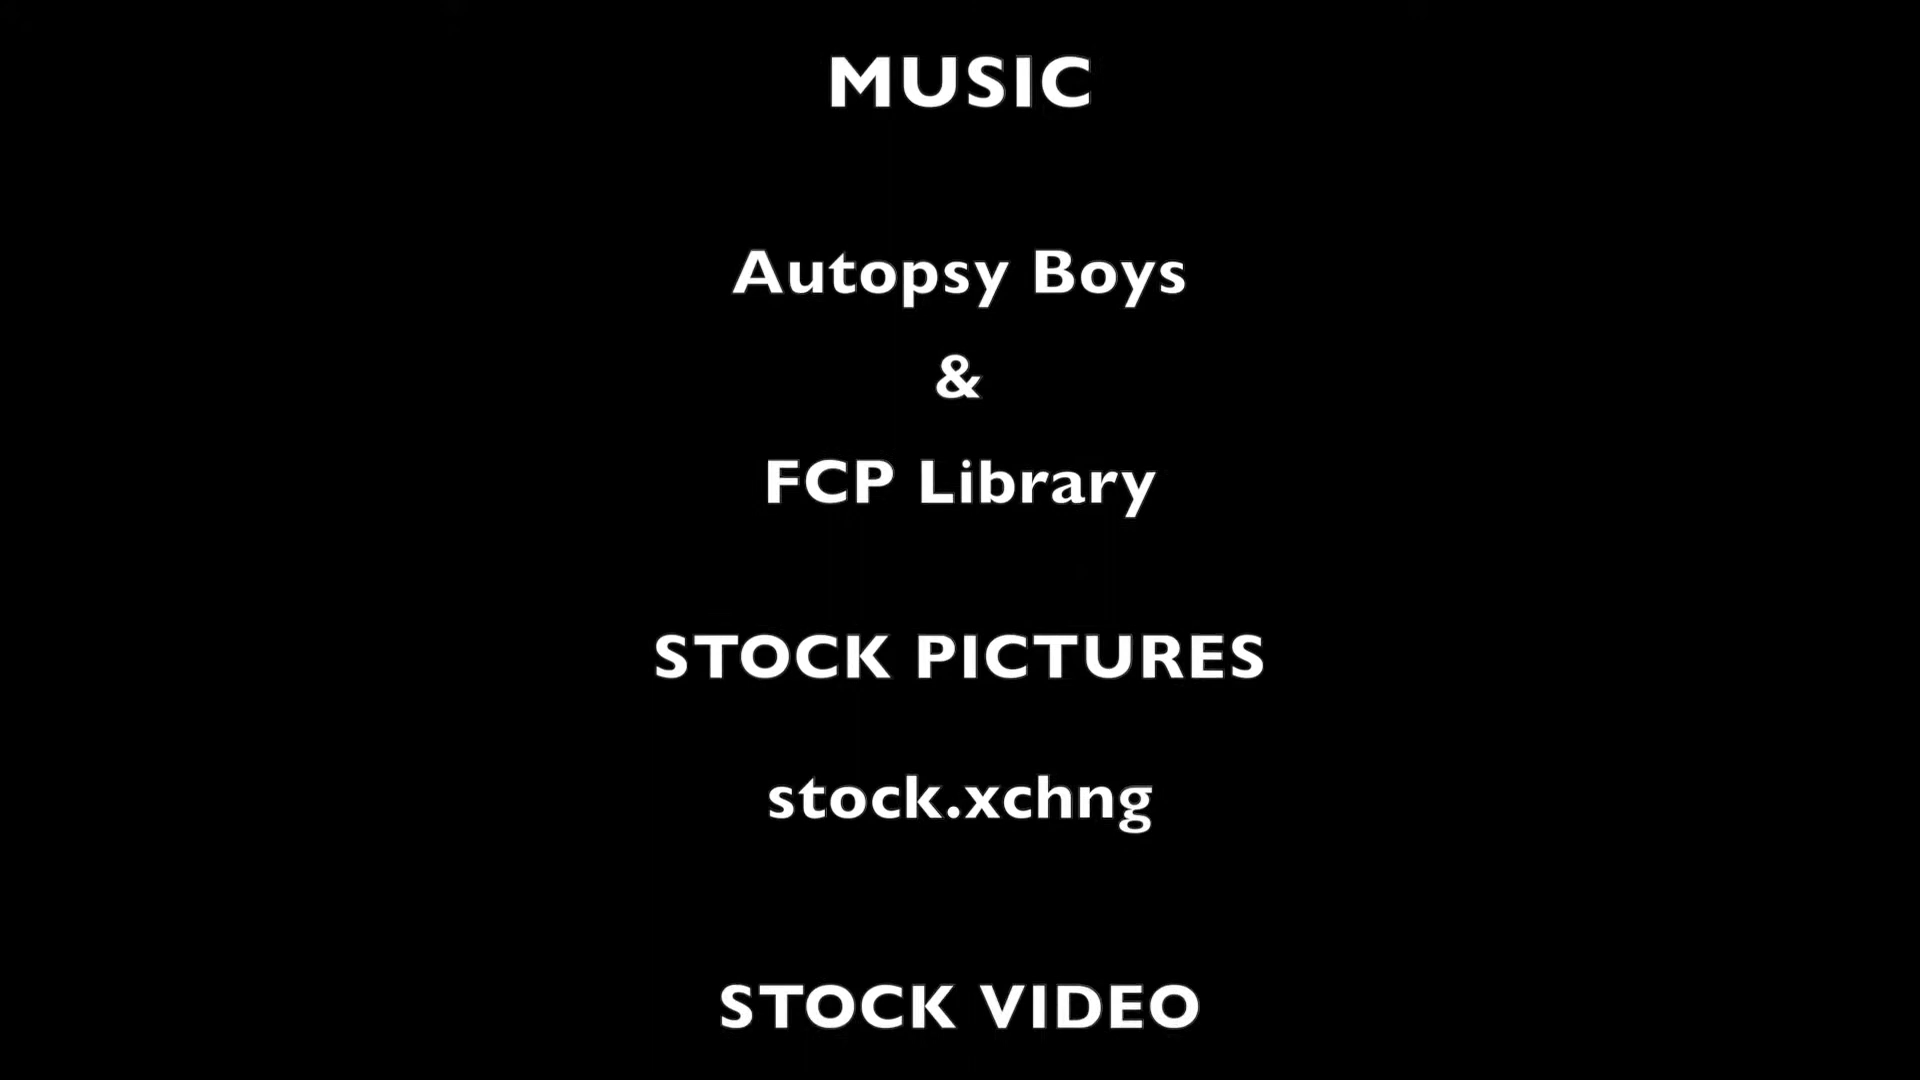 MUSIC
Autopsy Boys
&
FCP Library
STOCK PICTURES
stock.xchng
STOCK VIDEO